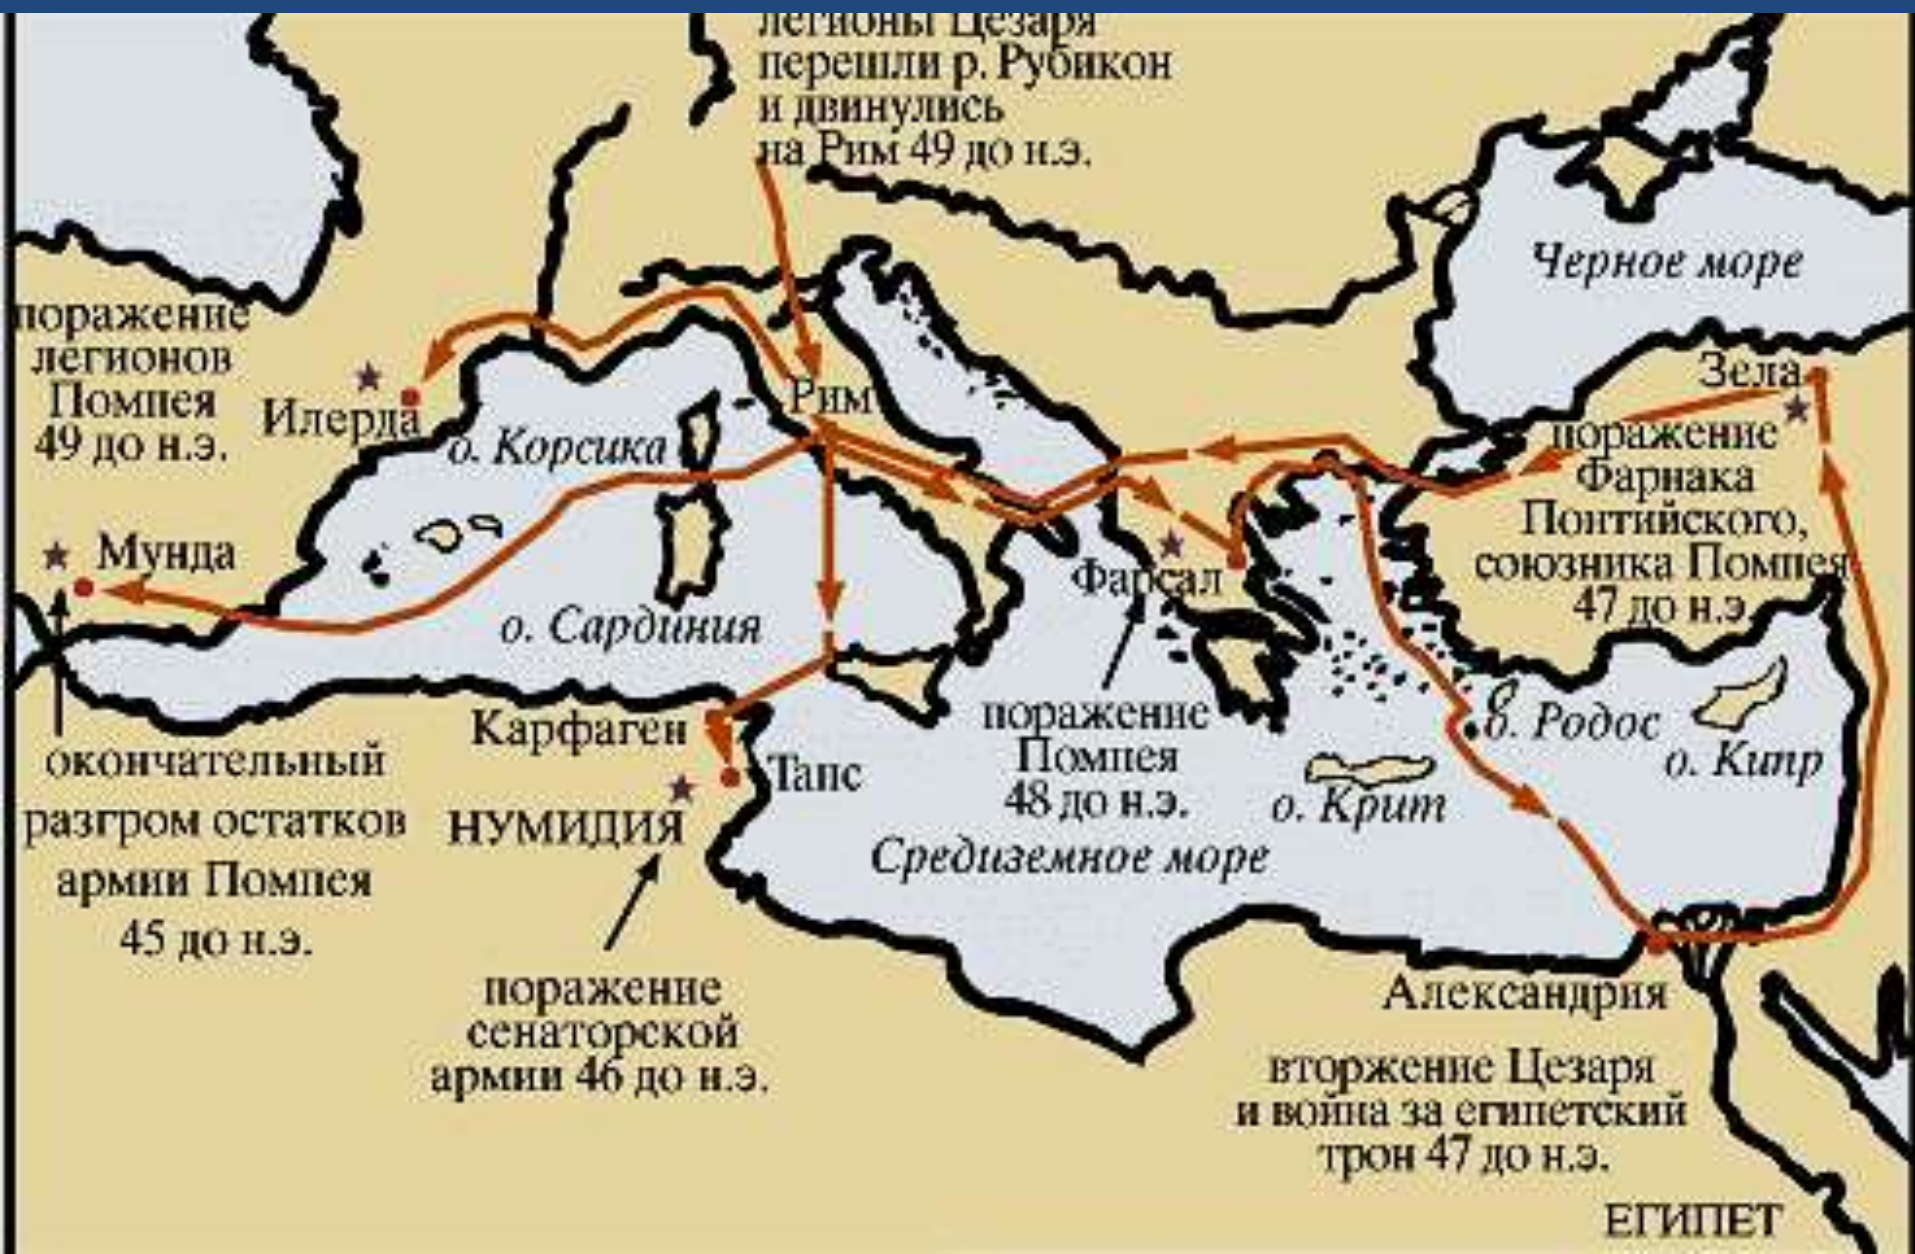 легионы Цезаря
перешли р. Рубикон
и двинулись
на Рим 49 до н.э.
Черное море
поражение
легионов
Помпея
49 до н.э.
Илерда
Рим
Зела
о. Корсика
поражение
Фарнака
Понтийского,
союзника Помпея
47 до н.э.
Мунда
Фарсал
о. Сардиния
Карфаген
поражение
Помпея
48 до н.э.
о. Родос
о. Кипр
окончательный
разгром остатков
армии Помпея
45 до н.э.
Тапс
НУМИДИЯ
о. Крит
Средиземное море
поражение
сенаторской
армии 46 до н.э.
Александрия
вторжение Цезаря
и война за египетский
трон 47 до н.э.
ЕГИПЕТ